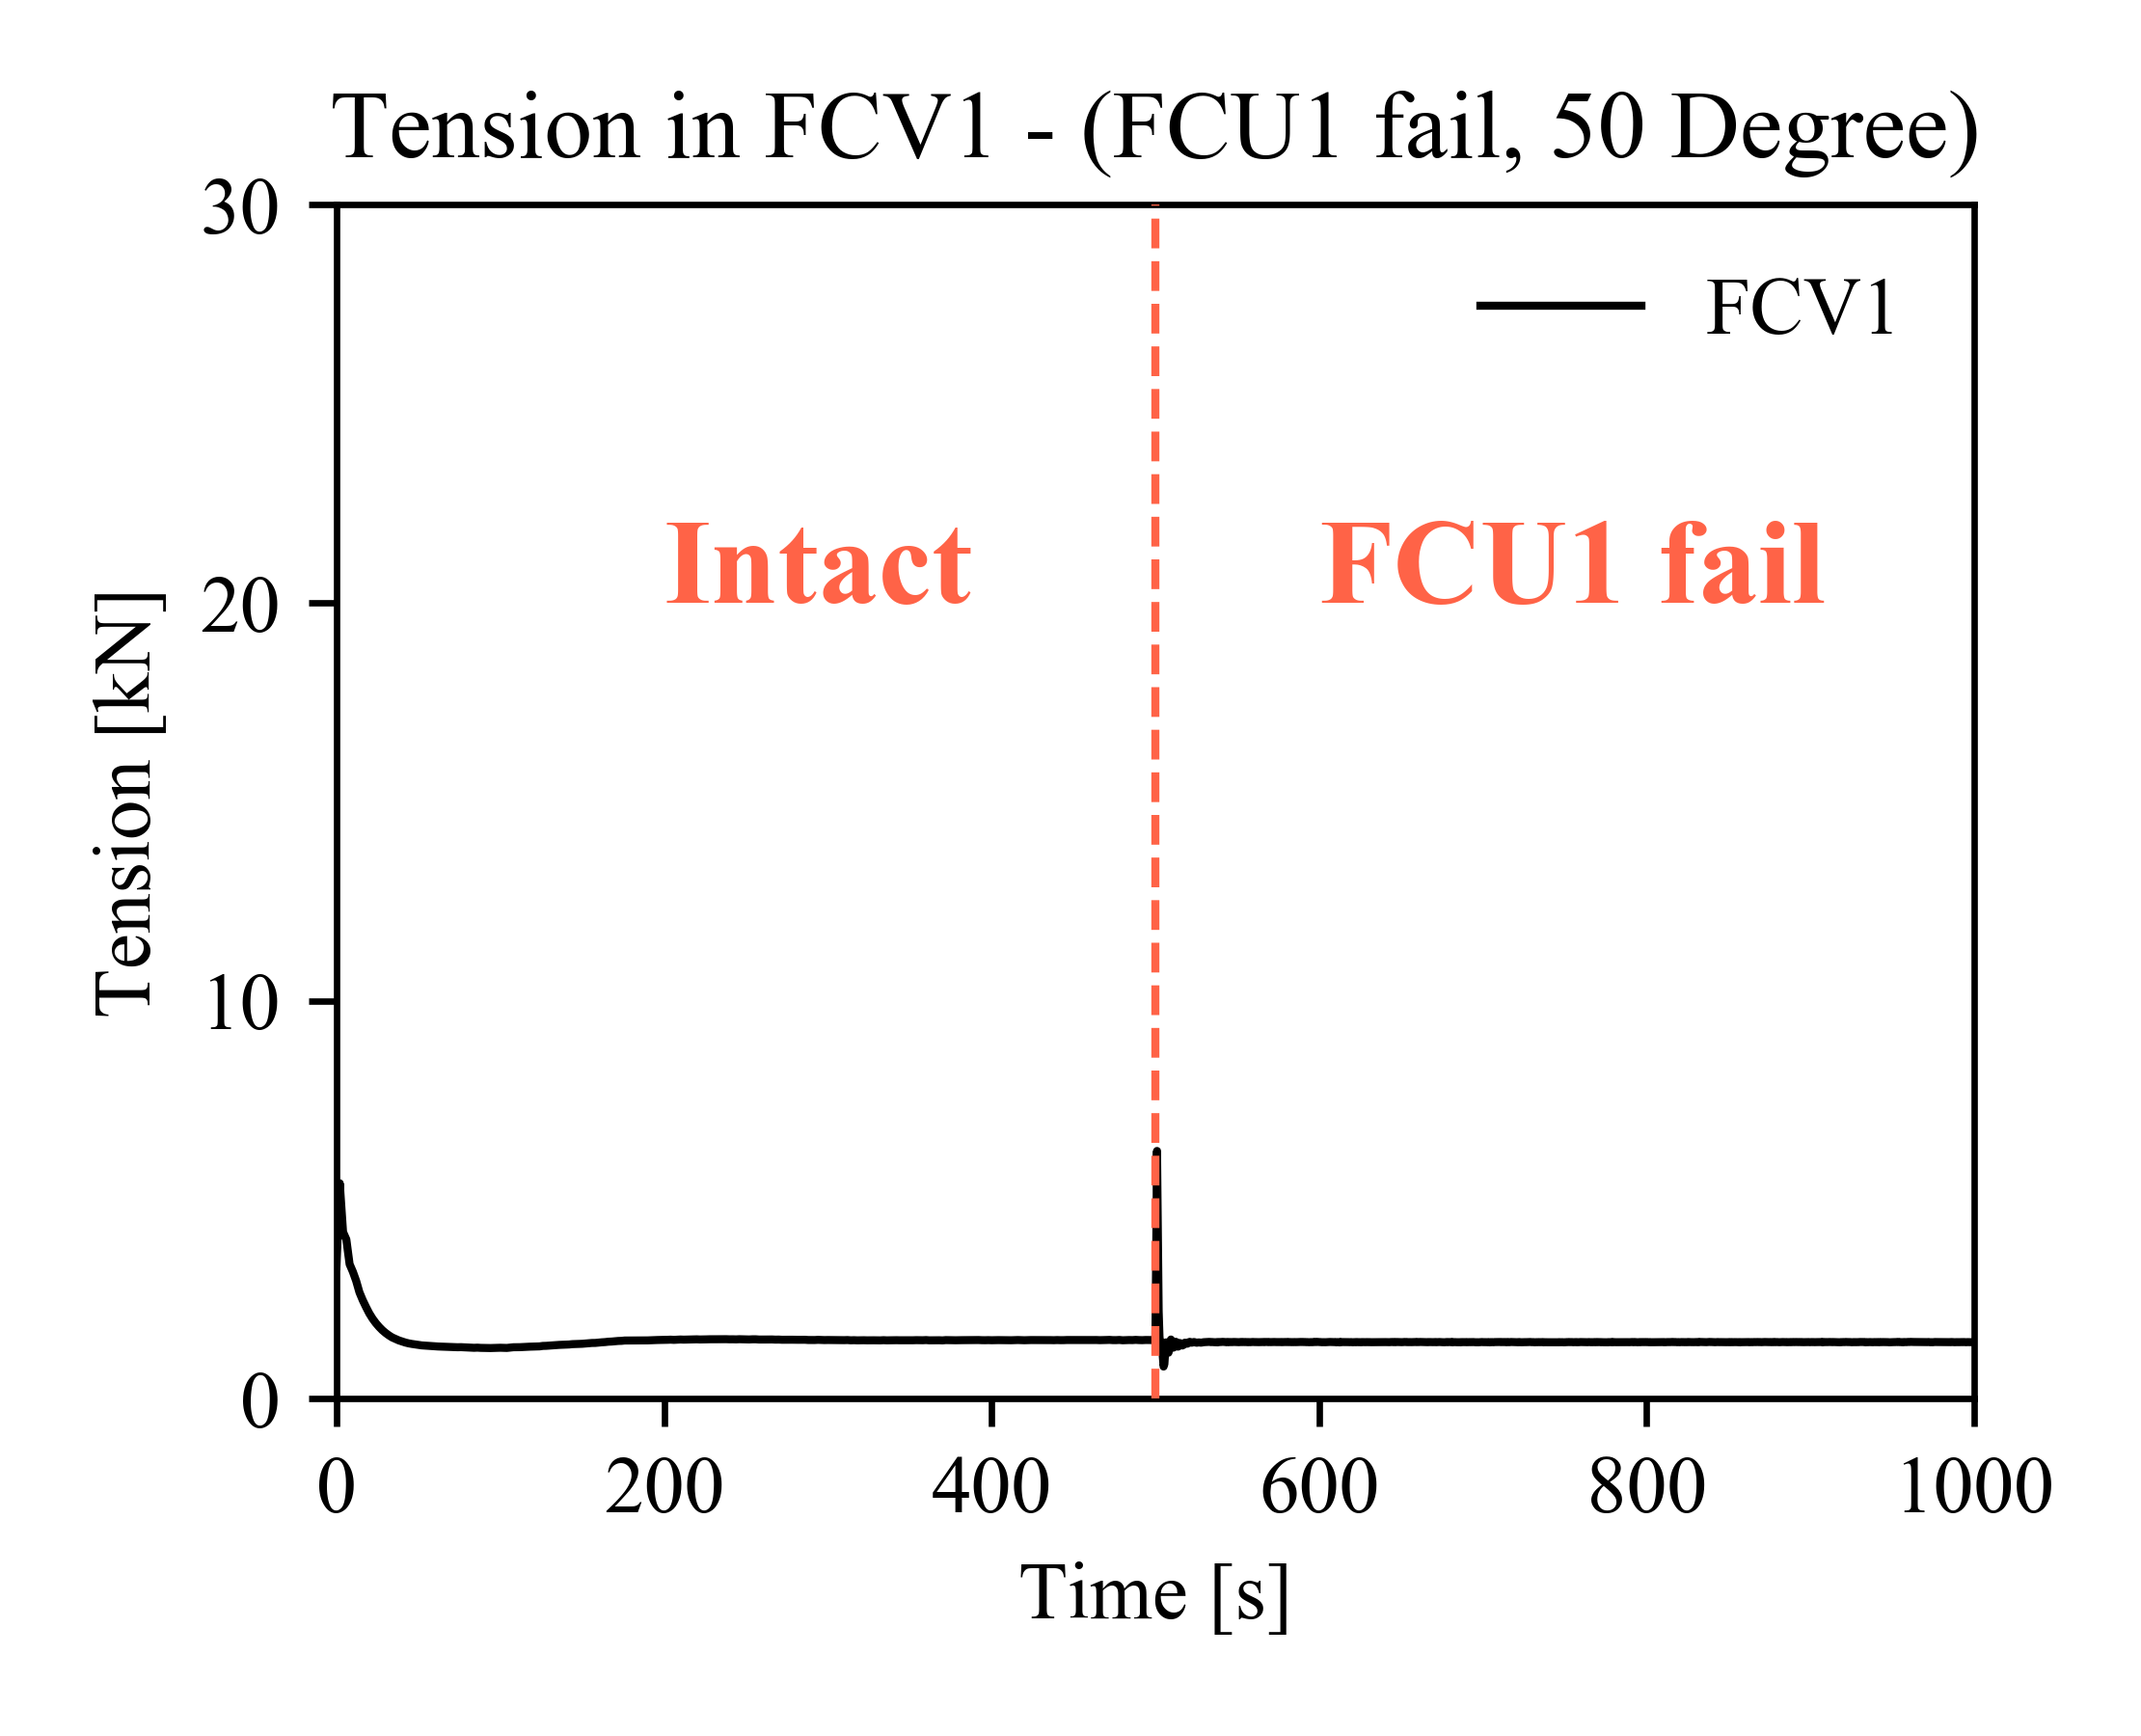 Tension in FCV1 - (FCU1 fail, 50 Degree)
30
FCV1
Intact
FCU1 fail
20
Tension [kN]
10
0
0 200 400 600 800 1000
Time [s]